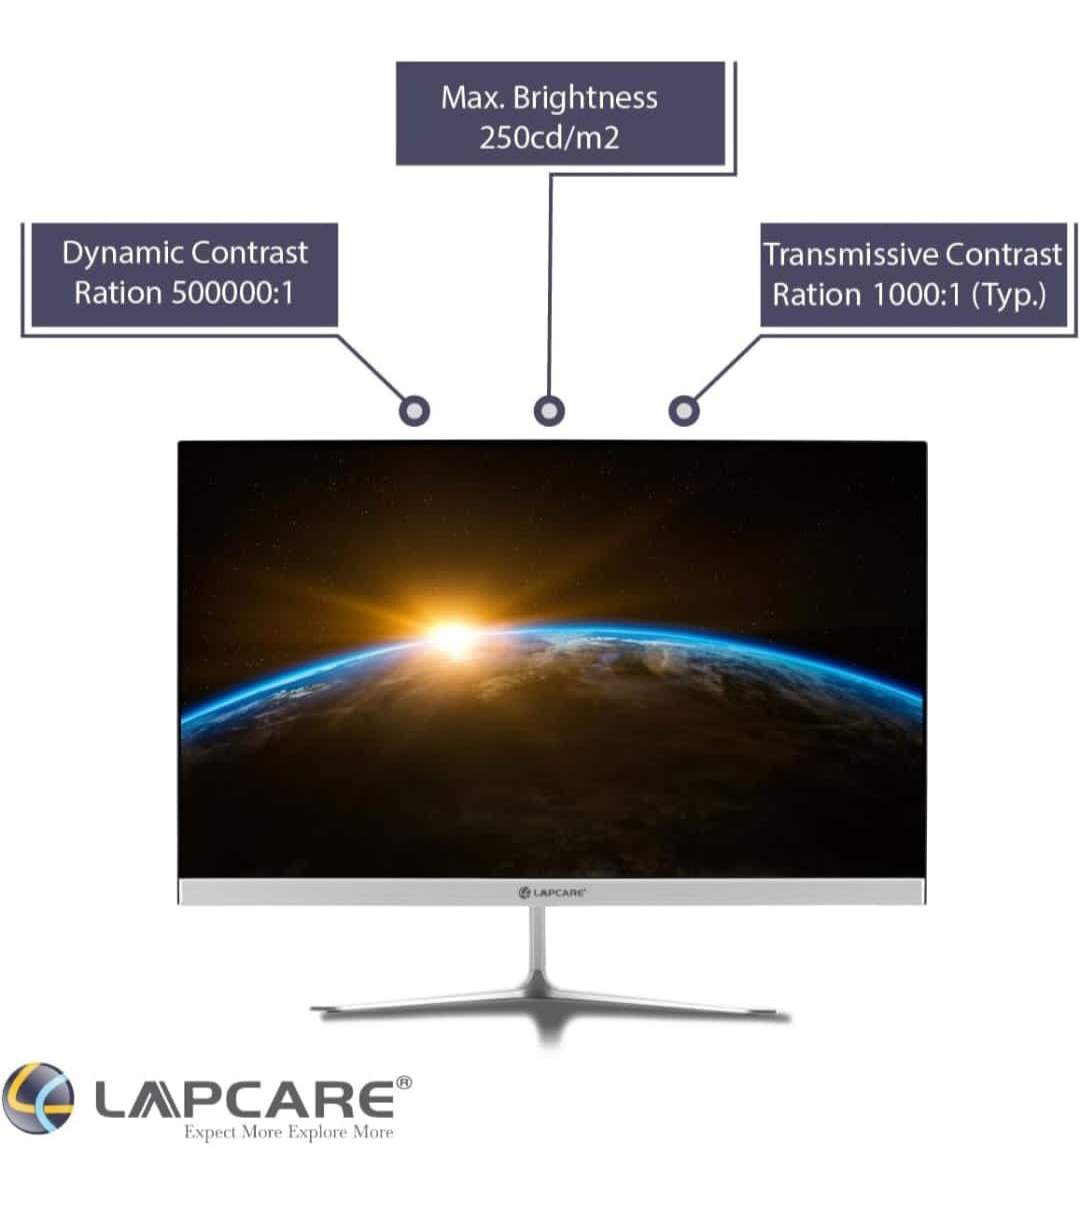 Max. Brightness
250cd/m2
Dynamic Contrast
Ration 500000:1
Transmissive Contrast
Ration 1000:1 (Typ.)
LAPCARE
LAPCARE®
Expect More Explore More